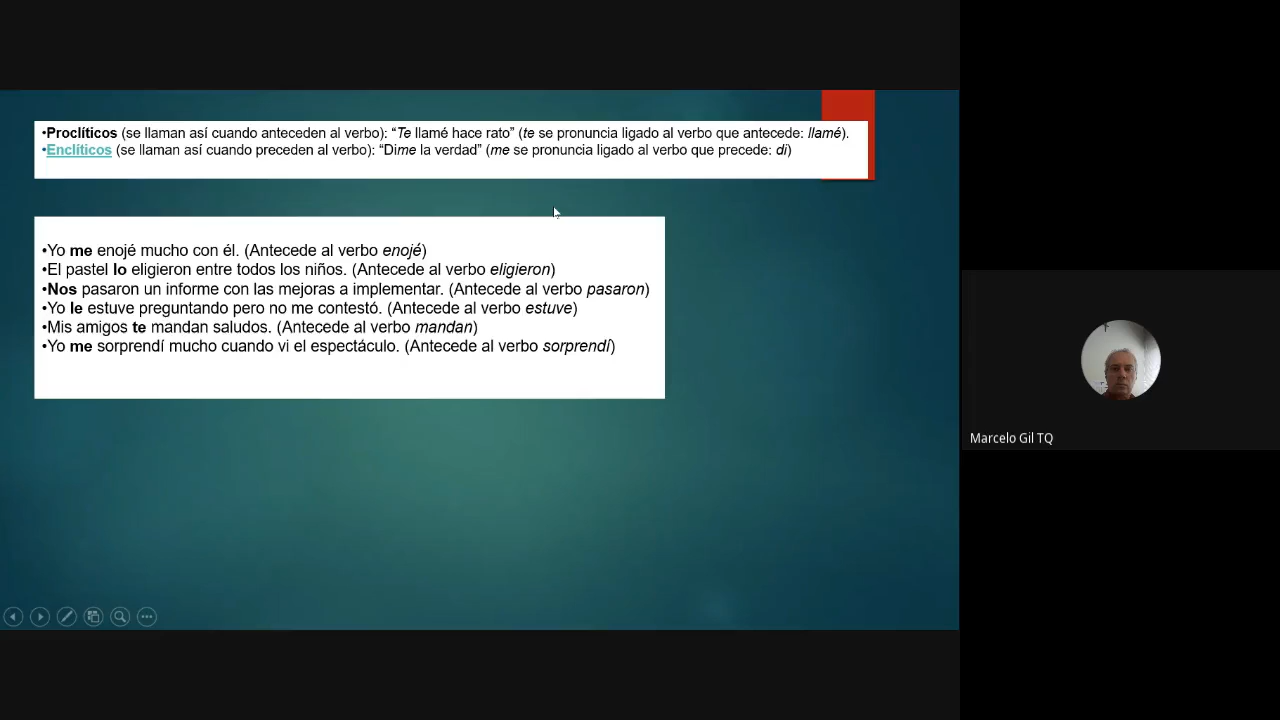 •Proclíticos (se llaman así cuando anteceden al verbo): “Te llamé hace rato” (te se pronuncia ligado al verbo que antecede: llamé).
•Enclíticos (se llaman así cuando preceden al verbo): “Dime la verdad” (me se pronuncia ligado al verbo que precede: di)
•Yo me enojé mucho con él. (Antecede al verbo enojé)
•El pastel lo eligieron entre todos los niños. (Antecede al verbo eligieron)
•Nos pasaron un informe con las mejoras a implementar. (Antecede al verbo pasaron)
•Yo le estuve preguntando pero no me contestó. (Antecede al verbo estuve)
•Mis amigos te mandan saludos. (Antecede al verbo mandan)
•Yo me sorprendí mucho cuando vi el espectáculo. (Antecede al verbo sorprendí)
Marcelo Gil TQ